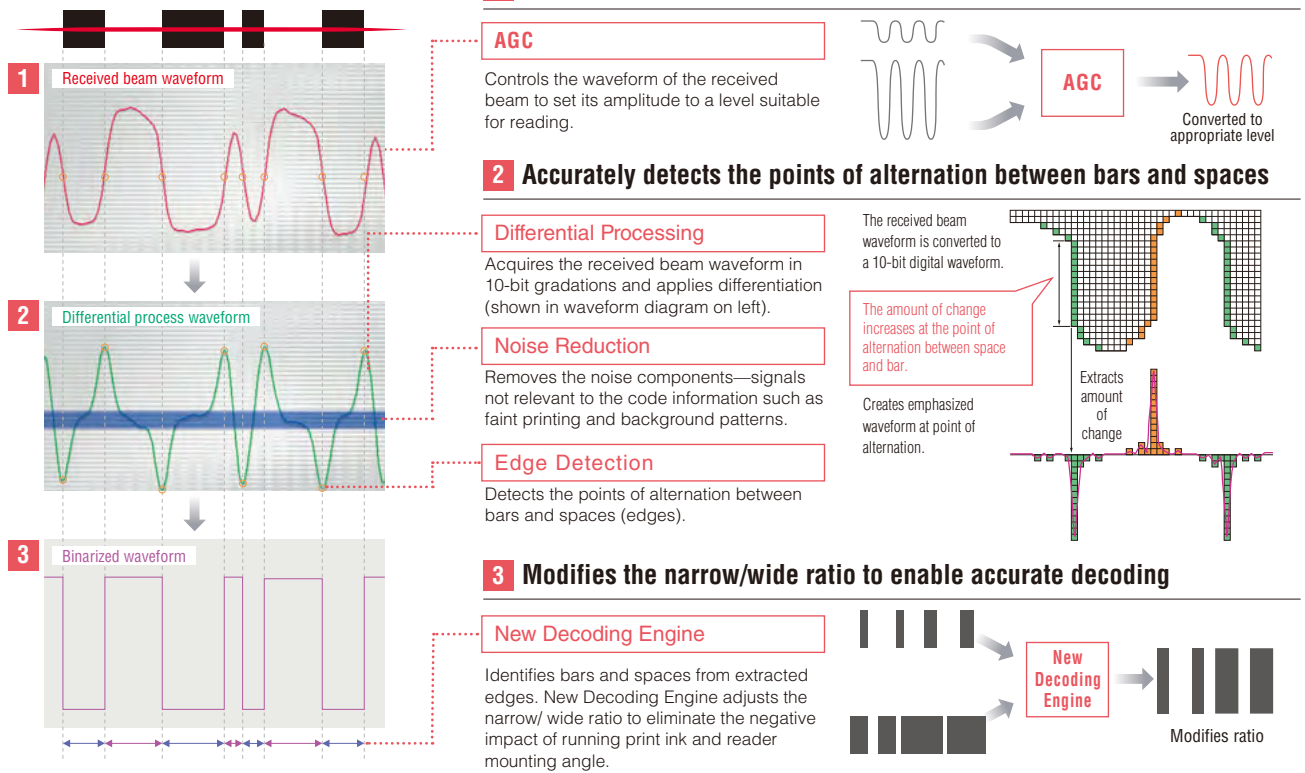 1
Received beam waveform
2
Differential process waveform
3
Binarized waveform
AGC
Controls the waveform of the received
beam to set its amplitude to a level suitable
for reading.
AGC
Converted to
appropriate level
2 Accurately detects the points of alternation between bars and spaces
Differential Processing
Acquires the received beam waveform in
10-bit gradations and applies differentiation
(shown in waveform diagram on left).
Noise Reduction
Removes the noise components—signals
not relevant to the code information such as
faint printing and background patterns.
Edge Detection
Detects the points of alternation between
bars and spaces (edges).
The received beam
waveform is converted to
a 10-bit digital waveform.
The amount of change
increases at the point of
alternation between space
and bar.
Creates emphasized
waveform at point of
alternation.
Extracts
amount
of
change
3 Modifies the narrow/wide ratio to enable accurate decoding
New Decoding Engine
Identifies bars and spaces from extracted
edges. New Decoding Engine adjusts the
narrow/ wide ratio to eliminate the negative
impact of running print ink and reader
mounting angle.
New
Decoding
Engine
Modifies ratio